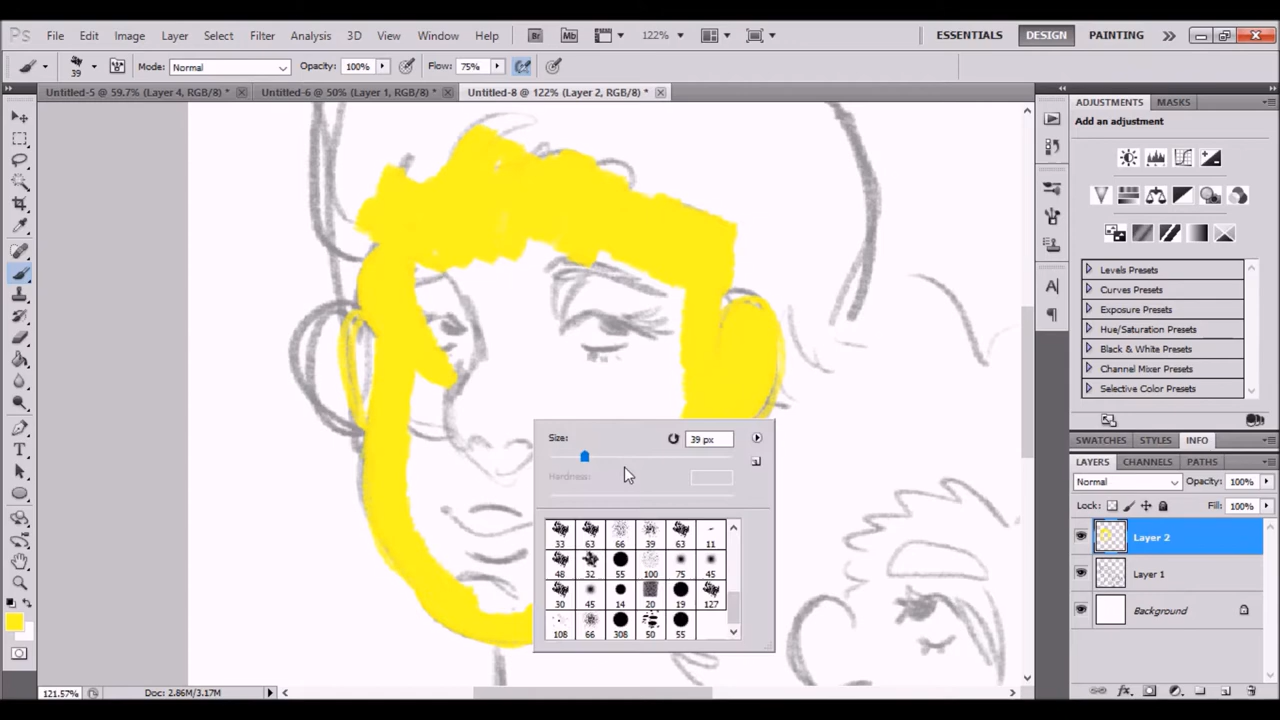 Ps File Edit Image Layer Select Filter Analysis 3D View Window Help Br Mb 122% ESSENTIALS DESIGN PAINTING
39 Mode: Normal Opacity: 100% Flow: 75%
Untitled-5 @ 59.7% (Layer 4, RGB/8) * Untitled-6 @ 50% (Layer 1, RGB/8) * Untitled-8 @ 122% (Layer 2, RGB/8) *
ADJUSTMENTS MASKS
Add an adjustment
Levels Presets
Curves Presets
Exposure Presets
Hue/Saturation Presets
Black & White Presets
Channel Mixer Presets
Selective Color Presets
SWATCHES STYLES INFO
LAYERS CHANNELS PATHS
Normal Opacity: 100%
Lock: Fill: 100%
Layer 2
Layer 1
Background
Size: 39 px
Hardness:
33 63 66 39 63 11
48 32 55 100 75 45
30 45 14 20 19 127
108 66 308 50 55
121.57% Doc: 2.86M/3.17M